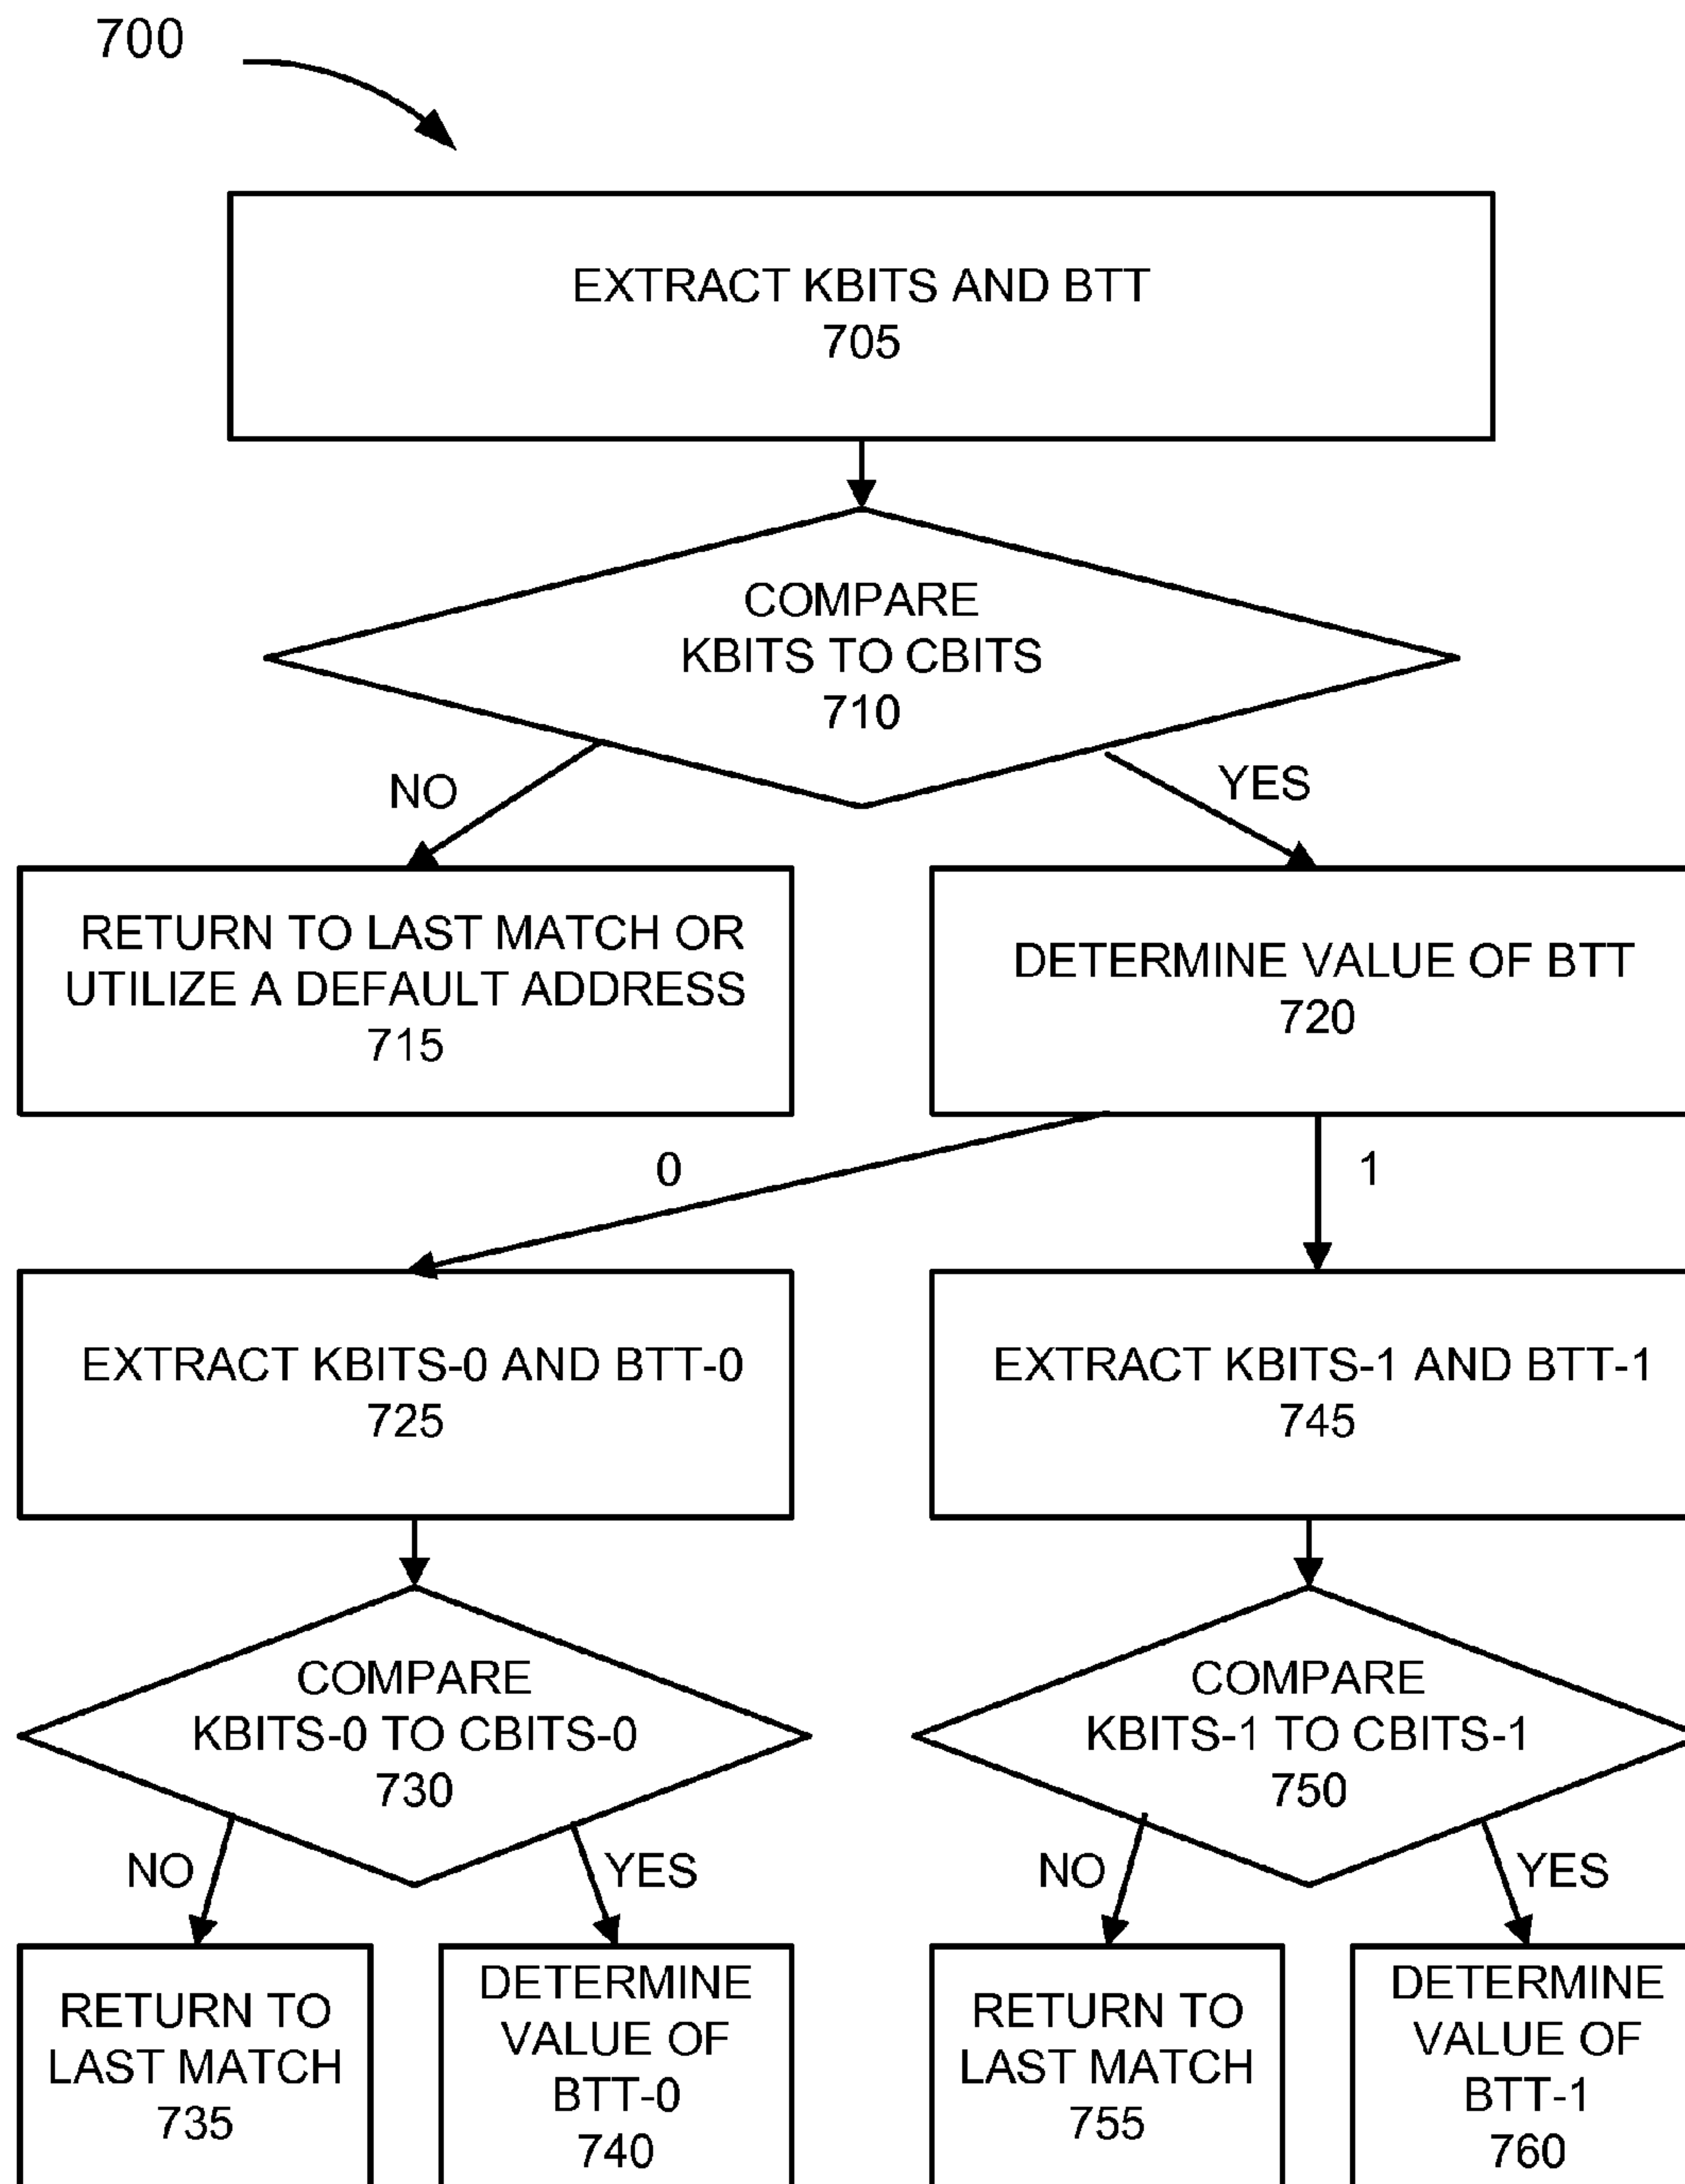 700
EXTRACT KBITS AND BTT
705
COMPARE
KBITS TO CBITS
710
NO
YES
RETURN TO LAST MATCH OR
UTILIZE A DEFAULT ADDRESS
715
DETERMINE VALUE OF BTT
720
0
1
EXTRACT KBITS-0 AND BTT-0
725
EXTRACT KBITS-1 AND BTT-1
745
COMPARE
KBITS-0 TO CBITS-0
730
COMPARE
KBITS-1 TO CBITS-1
750
NO
YES
NO
YES
RETURN TO
LAST MATCH
735
DETERMINE
VALUE OF
BTT-0
740
RETURN TO
LAST MATCH
755
DETERMINE
VALUE OF
BTT-1
760